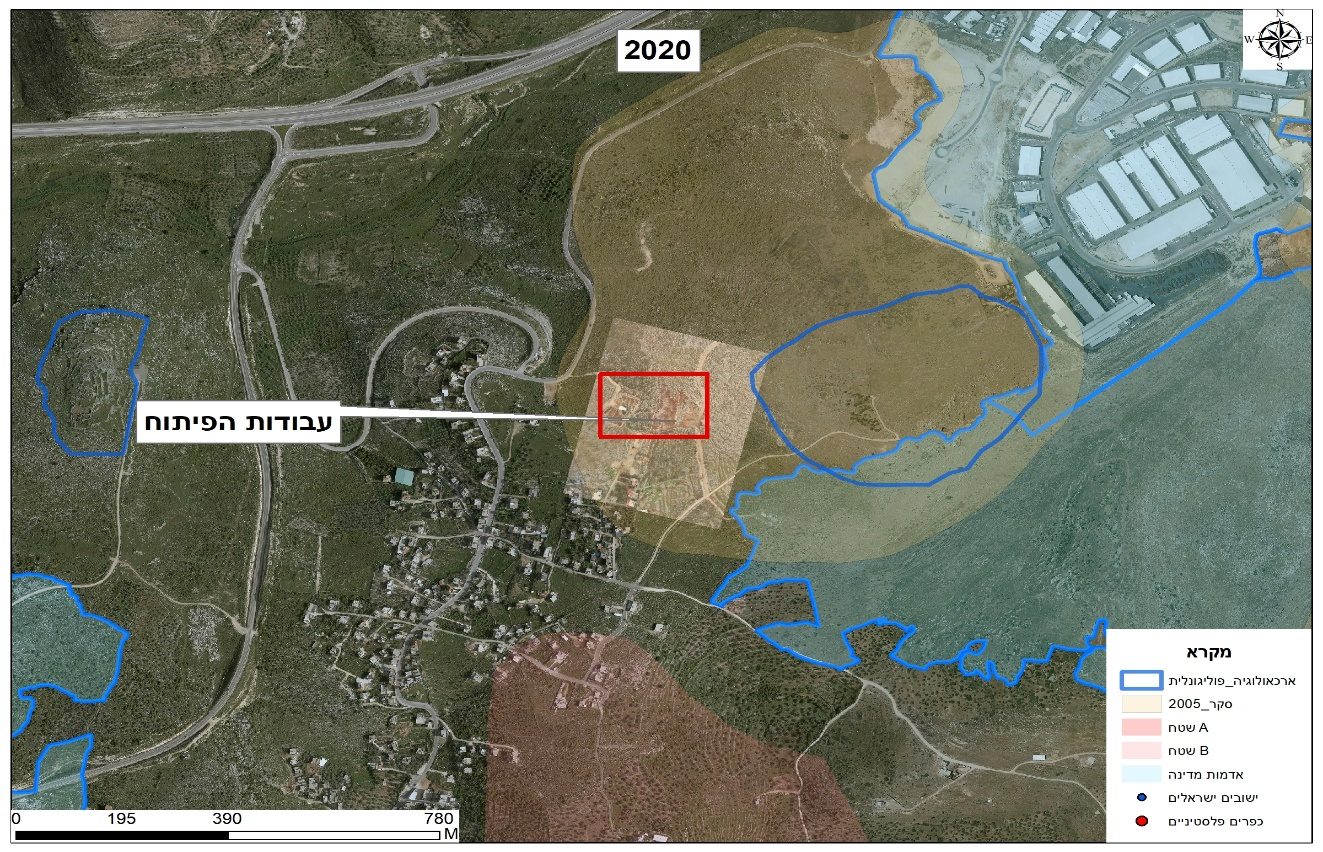 2020
N
W E
S
עבודות הפיתוח
מקרא
ארכאולוגיה_פוליגונלית
סקר_2005
שטח A
שטח B
אדמות מדינה
ישובים ישראלים
כפרים פלסטיניים
0 195 390 780
M